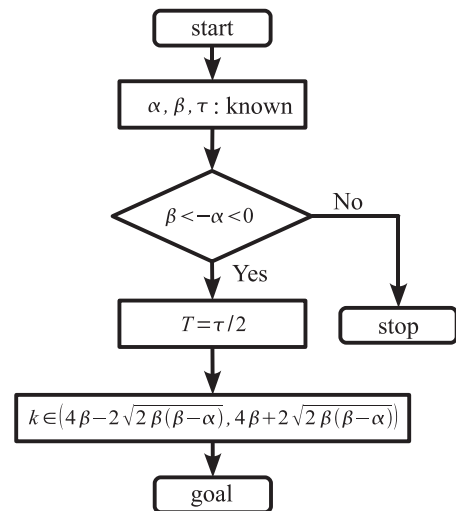 start
α, β, τ : known
β<−α<0
No
Yes
T=τ/2
stop
k∈(4β−2√(2β(β−α)), 4β+2√(2β(β−α)))
goal